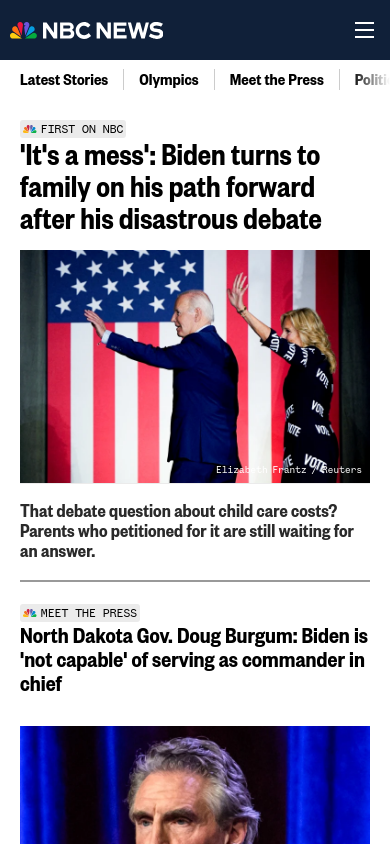 NBC NEWS
Latest Stories
Olympics
Meet the Press
Politi
FIRST ON NBC
'It's a mess': Biden turns to
family on his path forward
after his disastrous debate
VOTE
VOTE
VOTE
VOTE
VOTE
Elizabeth Frantz / Reuters
That debate question about child care costs?
Parents who petitioned for it are still waiting for
an answer.
MEET THE PRESS
North Dakota Gov. Doug Burgum: Biden is
'not capable' of serving as commander in
chief